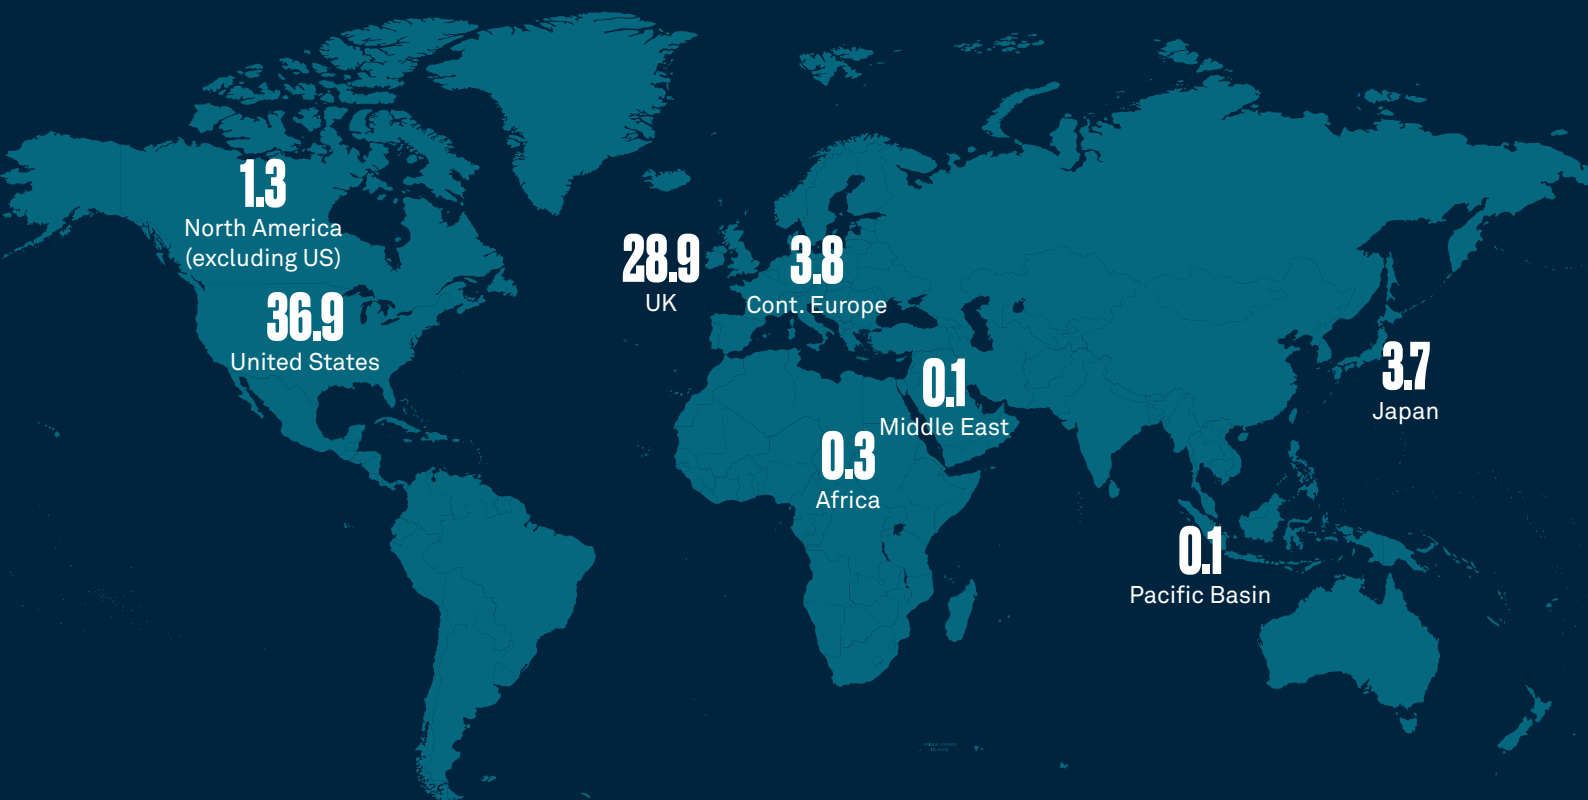 1.3
North America
(excluding US)
36.9
United States
28.9
UK
3.8
Cont. Europe
0.1
Middle East
0.3
Africa
3.7
Japan
0.1
Pacific Basin